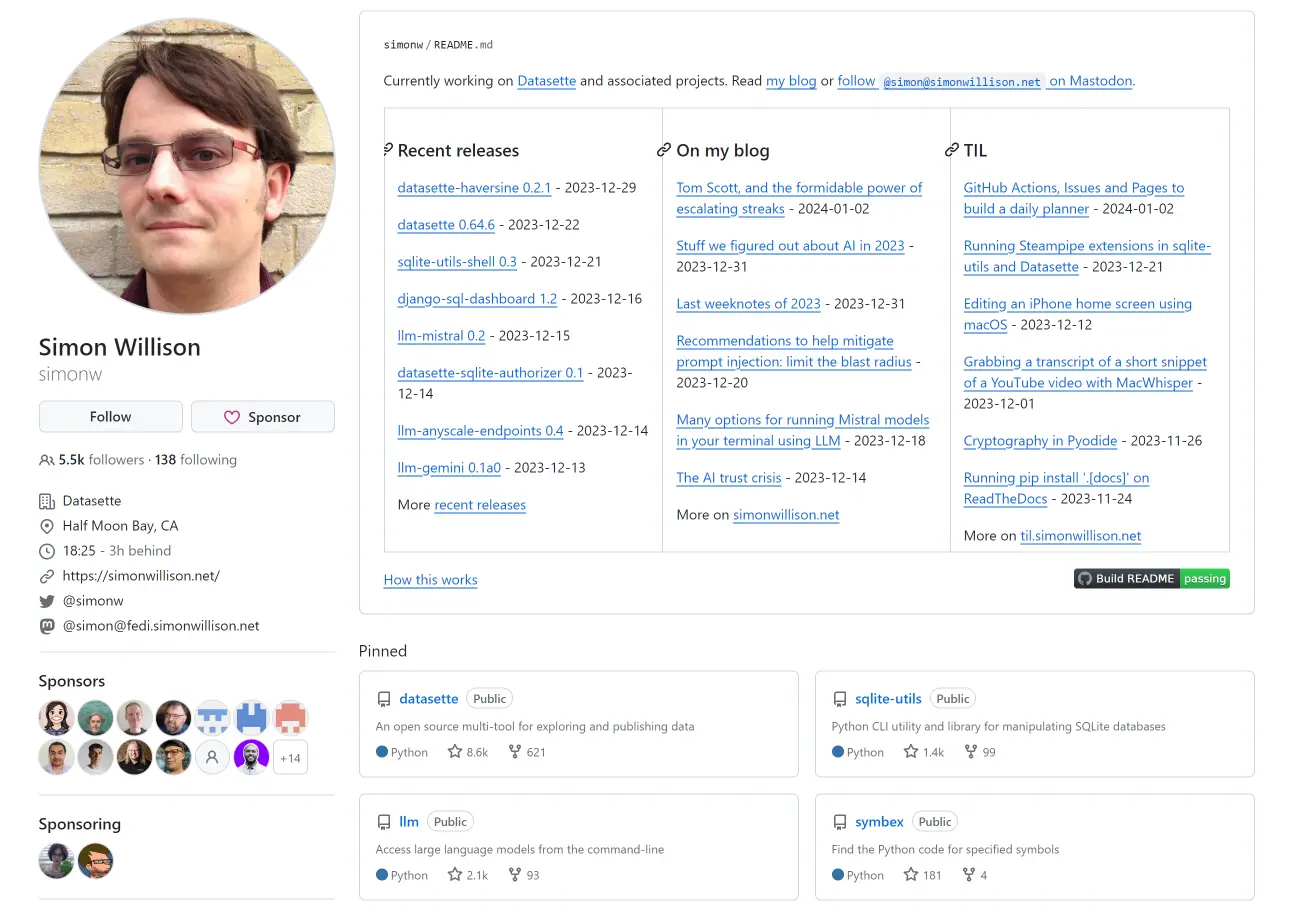 simonw / README.md
Currently working on Datasette and associated projects. Read my blog or follow @simon@simonwillison.net on Mastodon.
Recent releases
datasette-haversine 0.2.1 - 2023-12-29
datasette 0.64.6 - 2023-12-22
sqlite-utils-shell 0.3 - 2023-12-21
django-sql-dashboard 1.2 - 2023-12-16
llm-mistral 0.2 - 2023-12-15
datasette-sqlite-authorizer 0.1 - 2023-
12-14
llm-anyscale-endpoints 0.4 - 2023-12-14
llm-gemini 0.1a0 - 2023-12-13
More recent releases
On my blog
Tom Scott, and the formidable power of
escalating streaks - 2024-01-02
Stuff we figured out about AI in 2023 -
2023-12-31
Last weeknotes of 2023 - 2023-12-31
Recommendations to help mitigate
prompt injection: limit the blast radius -
2023-12-20
Many options for running Mistral models
in your terminal using LLM - 2023-12-18
The AI trust crisis - 2023-12-14
More on simonwillison.net
TIL
GitHub Actions, Issues and Pages to
build a daily planner - 2024-01-02
Running Steampipe extensions in sqlite-
utils and Datasette - 2023-12-21
Editing an iPhone home screen using
macOS - 2023-12-12
Grabbing a transcript of a short snippet
of a YouTube video with MacWhisper -
2023-12-01
Cryptography in Pyodide - 2023-11-26
Running pip install '.[docs]' on
ReadTheDocs - 2023-11-24
More on til.simonwillison.net
How this works
Build README passing
Simon Willison
simonw
Follow
Sponsor
5.5k followers · 138 following
Datasette
Half Moon Bay, CA
18:25 - 3h behind
https://simonwillison.net/
@simonw
@simon@fedi.simonwillison.net
Sponsors
+14
Sponsoring
Pinned
datasette Public
An open source multi-tool for exploring and publishing data
Python 8.6k 621
sqlite-utils Public
Python CLI utility and library for manipulating SQLite databases
Python 1.4k 99
llm Public
Access large language models from the command-line
Python 2.1k 93
symbex Public
Find the Python code for specified symbols
Python 181 4